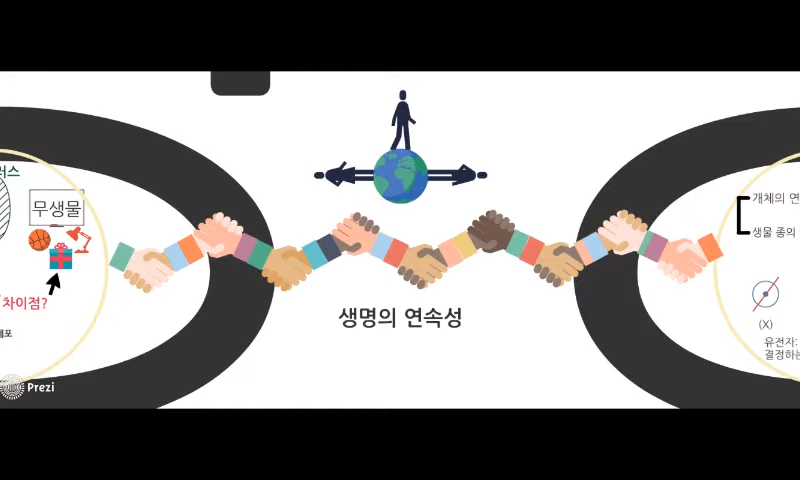 무생물
차이점?
Prezi
생명의 연속성
개체의 연
생물 종의
(X)
유전자:
결정하는